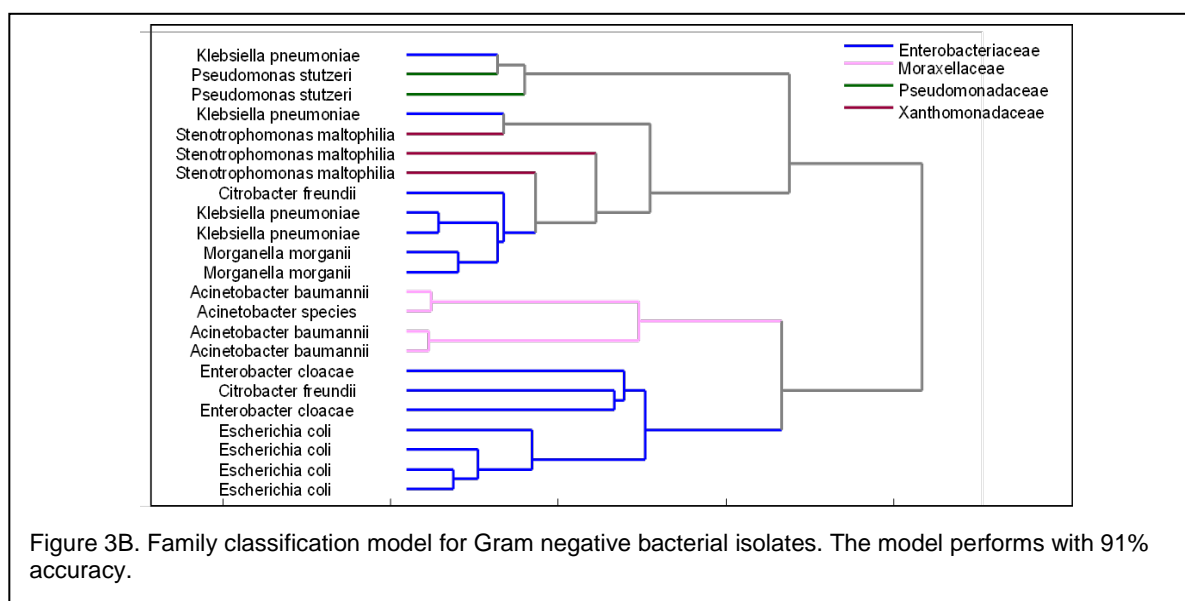 Klebsiella pneumoniae
Pseudomonas stutzeri
Pseudomonas stutzeri
Klebsiella pneumoniae
Stenotrophomonas maltophilia
Stenotrophomonas maltophilia
Stenotrophomonas maltophilia
Citrobacter freundii
Klebsiella pneumoniae
Klebsiella pneumoniae
Morganella morganii
Morganella morganii
Acinetobacter baumannii
Acinetobacter species
Acinetobacter baumannii
Acinetobacter baumannii
Enterobacter cloacae
Citrobacter freundii
Enterobacter cloacae
Escherichia coli
Escherichia coli
Escherichia coli
Escherichia coli
Enterobacteriaceae
Moraxellaceae
Pseudomonadaceae
Xanthomonadaceae
Figure 3B. Family classification model for Gram negative bacterial isolates. The model performs with 91%
accuracy.